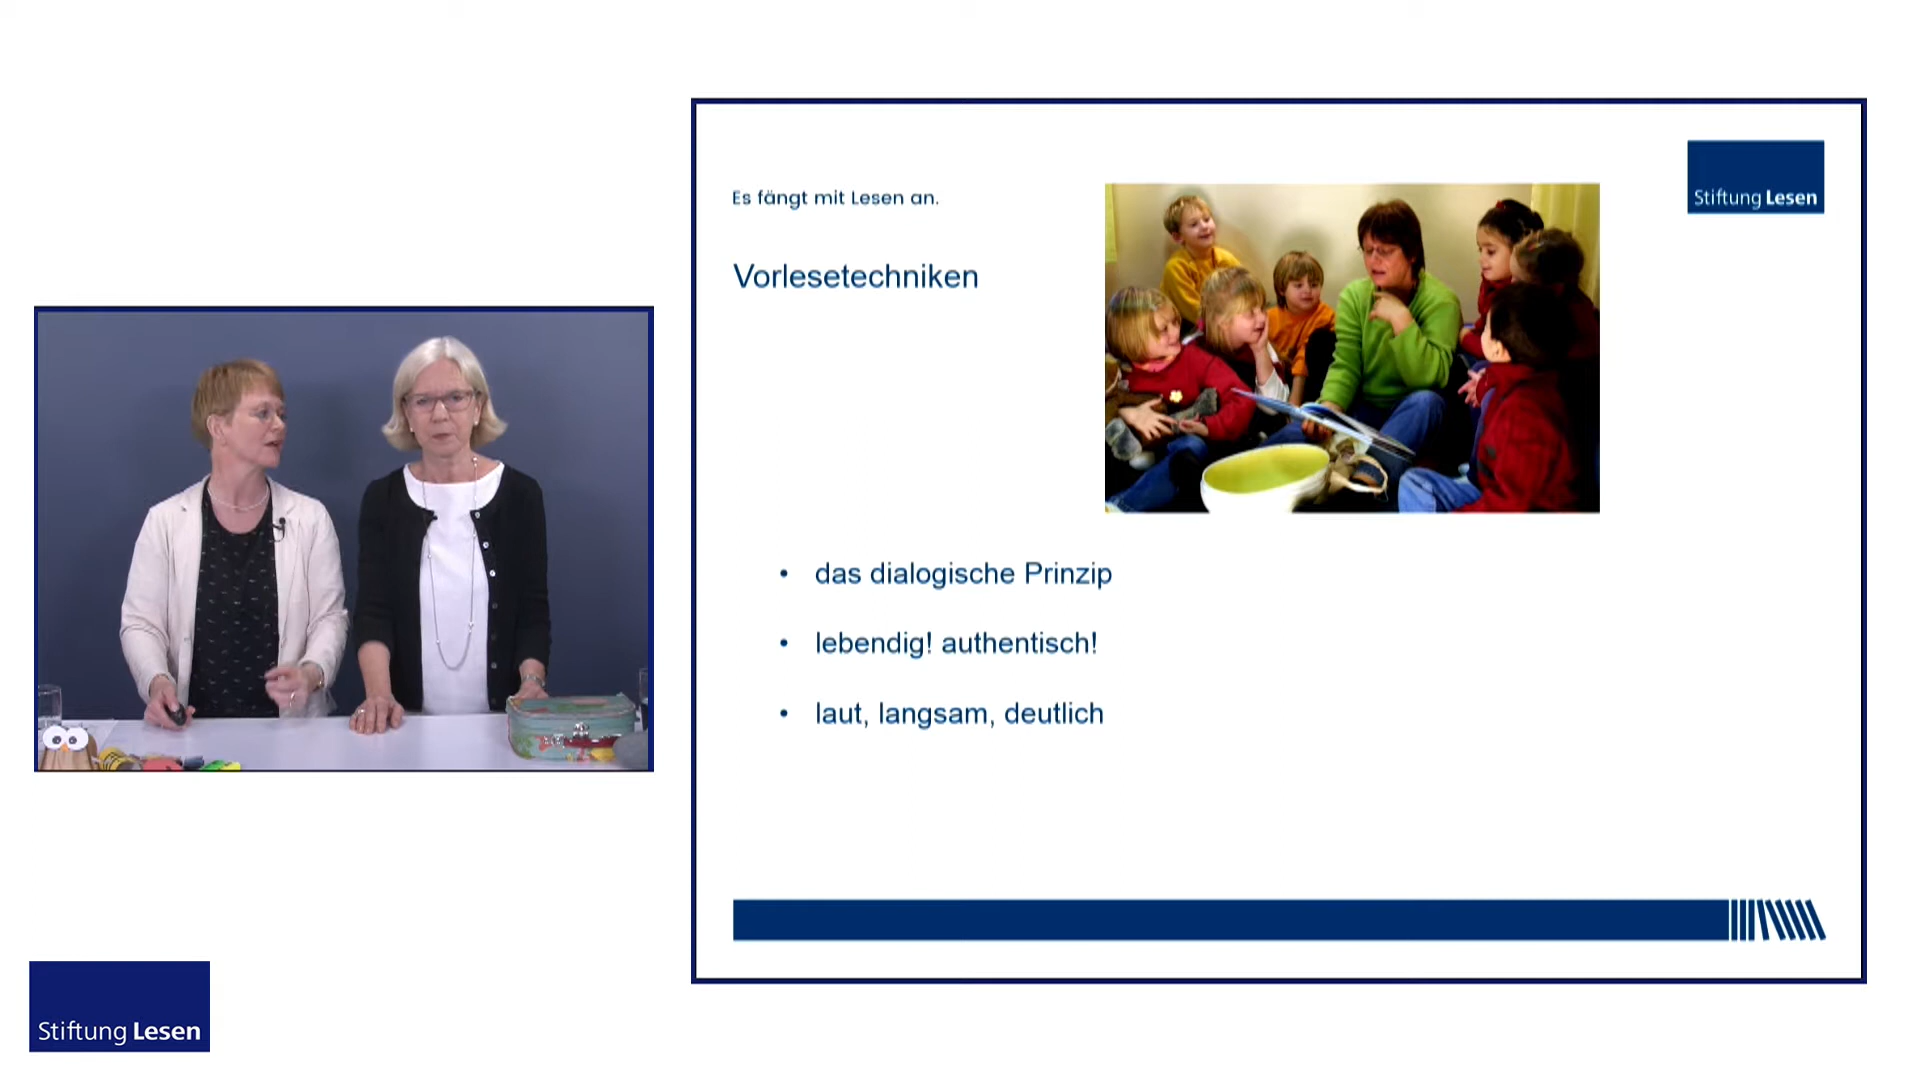 Es fängt mit Lesen an.
Stiftung Lesen
Vorlesetechniken
• das dialogische Prinzip
• lebendig! authentisch!
• laut, langsam, deutlich
Stiftung Lesen